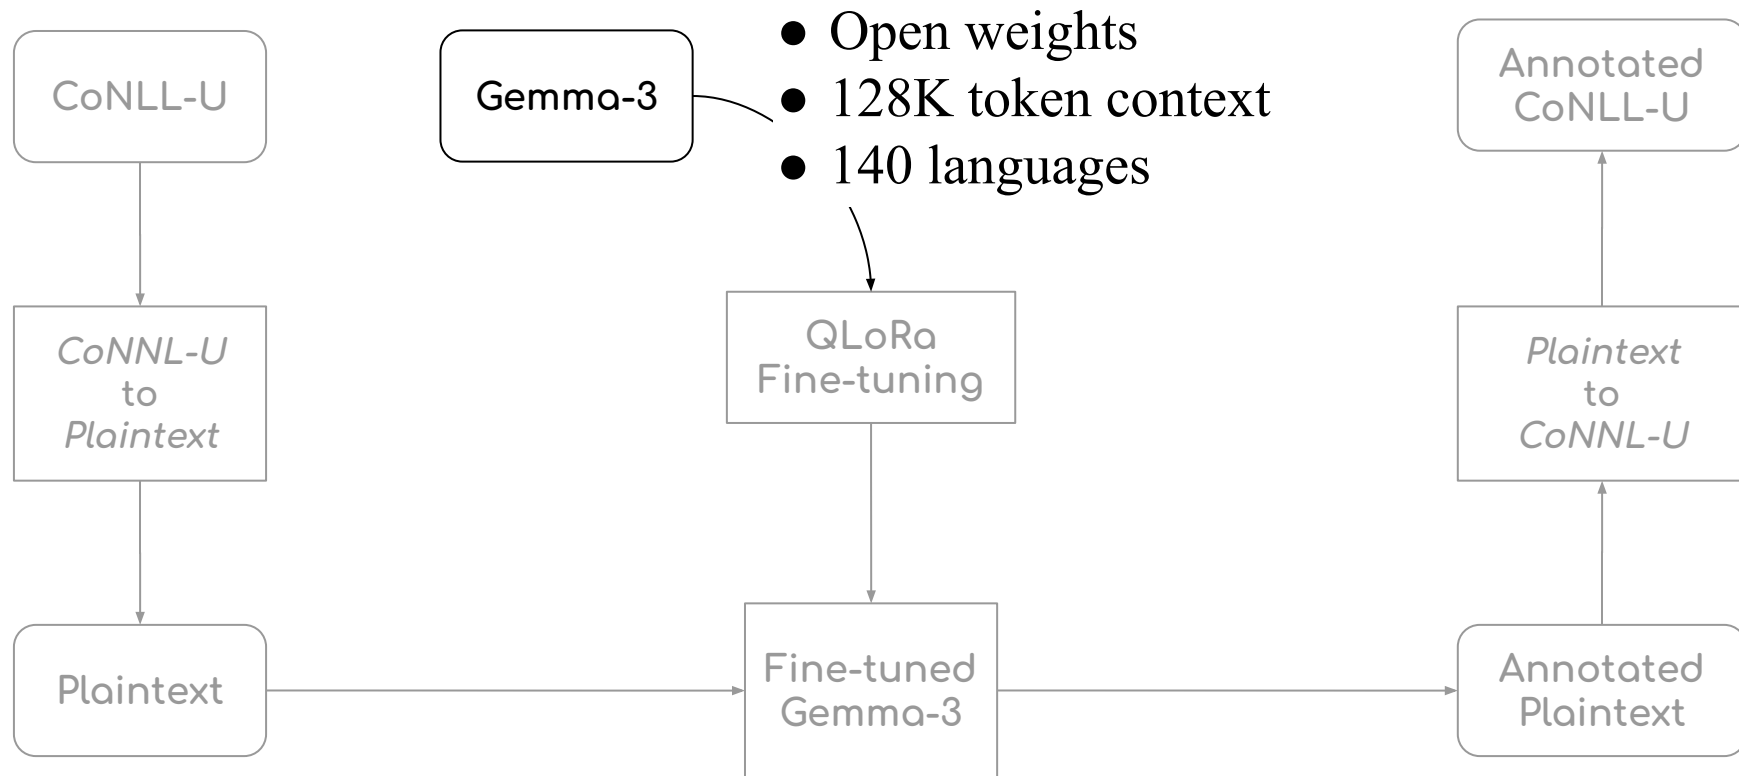 CoNLL-U
Gemma-3
● Open weights
● 128K token context
● 140 languages
Annotated
CoNLL-U
CoNNL-U
to
Plaintext
QLoRa
Fine-tuning
Plaintext
to
CoNNL-U
Plaintext
Fine-tuned
Gemma-3
Annotated
Plaintext